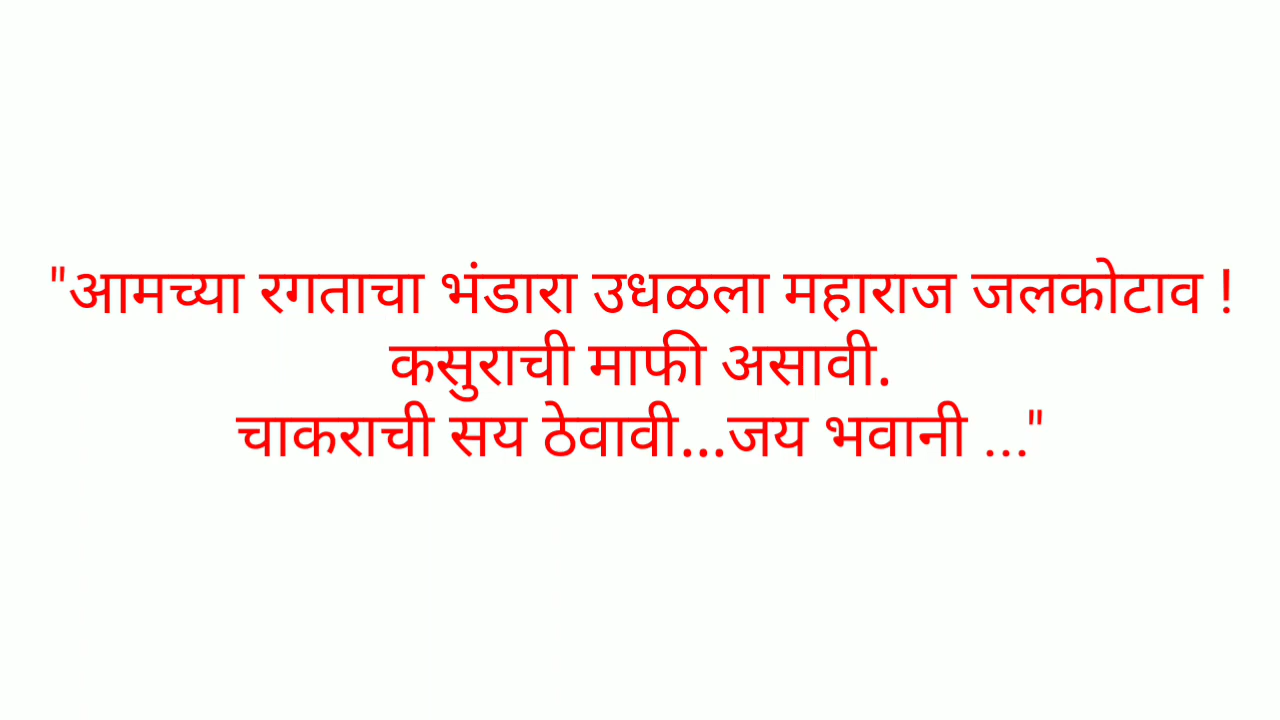 "आमच्या रगताचा भंडारा उधळला महाराज जलकोटाव !
कसुराची माफी असावी.
चाकराची सय ठेवावी...जय भवानी ..."